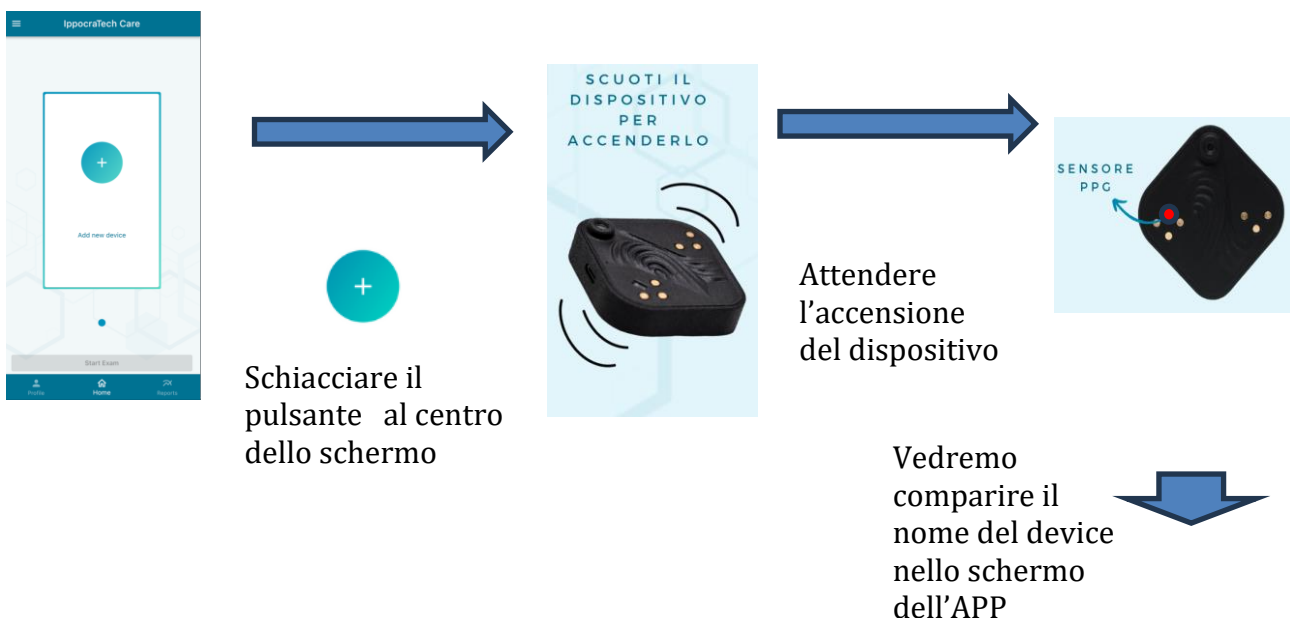 IppocraTech Care
+
Add new device
Start Exam
Profile
Home
Reports
+
Schiacciare il
pulsante al centro
dello schermo
SCUOTI IL
DISPOSITIVO
PER
ACCENDERLO
Attendere
l’accensione
del dispositivo
SENSORE
PPG
Vedremo
comparire il
nome del device
nello schermo
dell’APP